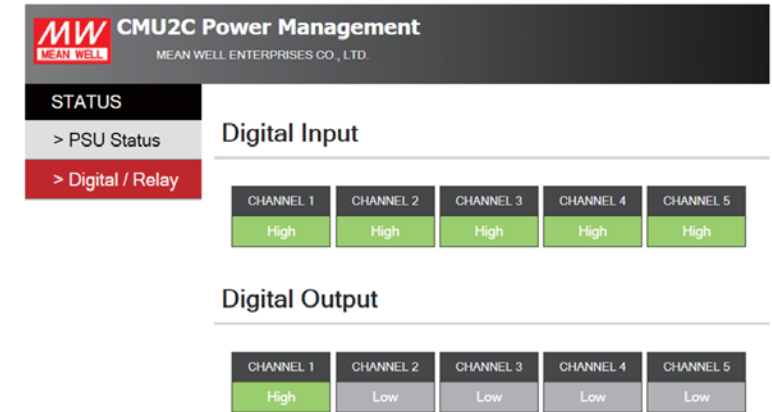 MW
MEAN WELL
CMU2C Power Management
MEAN WELL ENTERPRISES CO., LTD.
STATUS
> PSU Status
> Digital / Relay
Digital Input
CHANNEL 1 CHANNEL 2 CHANNEL 3 CHANNEL 4 CHANNEL 5
High High High High High
Digital Output
CHANNEL 1 CHANNEL 2 CHANNEL 3 CHANNEL 4 CHANNEL 5
High Low Low Low Low